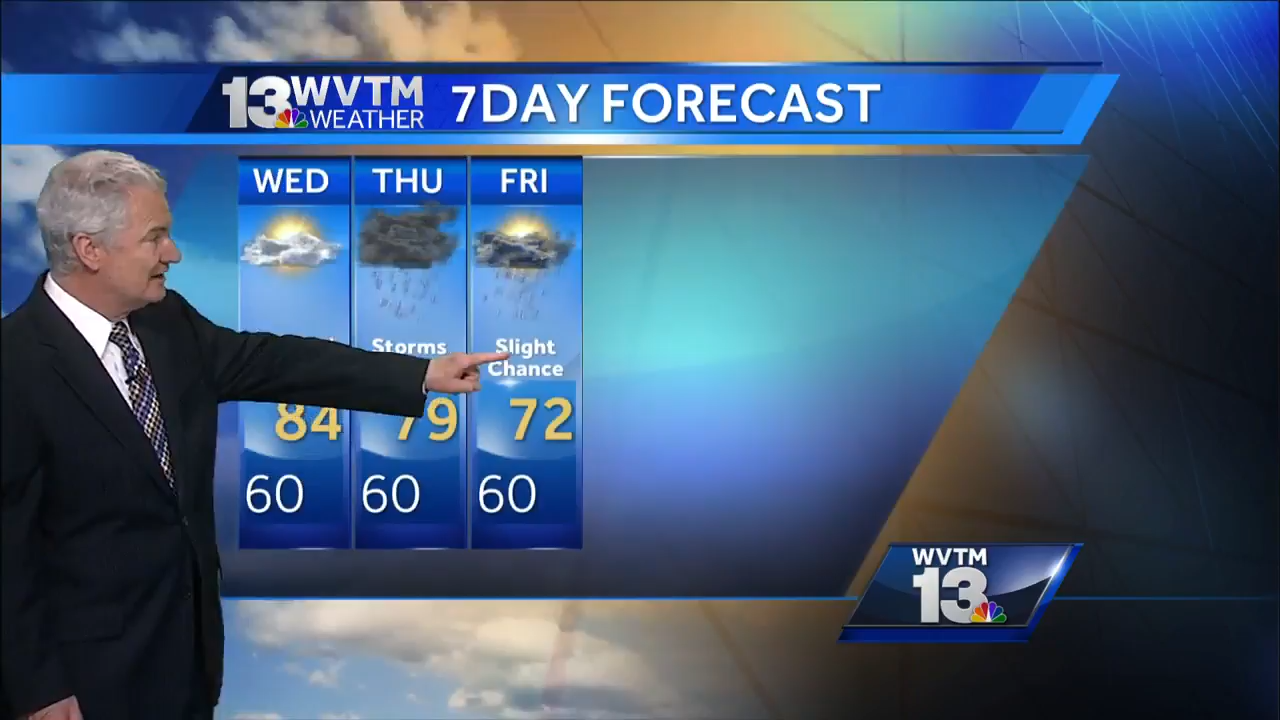 13 WVTM
WEATHER
7DAY FORECAST
WED THU FRI
Storms Slight
Chance
84 79 72
60 60 60
WVTM
13